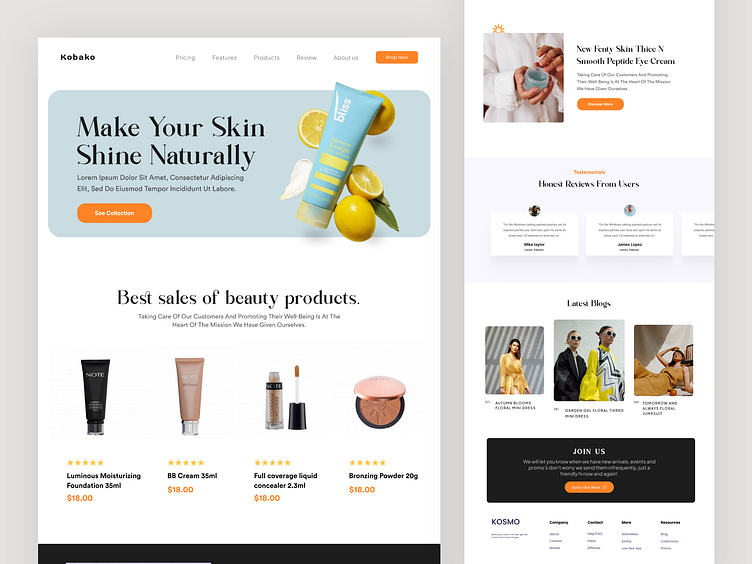 Kobako
Pricing
Features
Products
Review
About us
Shop Now
Make Your Skin
Shine Naturally
Lorem Ipsum Dolor Sit Amet, Consectetur Adipiscing
Elit, Sed Do Eiusmod Tempor Incididunt Ut Labore.
See Collection
bliss
Best sales of beauty products.
Taking Care Of Our Customers And Promoting Their Well-Being Is At The
Heart Of The Mission We Have Given Ourselves.
NOTE
NOTE
BB Cream
Luminous Moisturizing
Foundation 35ml
$18.00
BB Cream 35ml
$18.00
Full coverage liquid
concealer 2.3ml
$18.00
Bronzing Powder 20g
$18.00
New Fenty Skin Thicc N
Smooth Peptide Eye Cream
Taking Care Of Our Customers And Promoting
Their Well Being Is At The Heart Of The Mission
We Have Given Ourselves.
Discover More
Testamonials
Honest Reviews From Users
Mike taylor
Lahore, Pakistan
James Lopez
Lahore, Pakistan
Latest Blogs
AUTUMN BLOOMS
FLORAL MINI DRESS
GARDEN GAL FLORAL TIERED
MINI DRESS
TOMORROW AND
ALWAYS FLORAL
JUMPSUIT
JOIN US
We will let you know when we have new arrivals, events and
promo's don't worry we send them infrequently, just a
friendly hi now and again!
Subcribe Now
KOSMO
Company
About
Careers
Mobile
Contact
Help/FAQ
Press
Affiliates
More
Airlinefees
Airline
Low fare tips
Resources
Blog
Collections
Promo